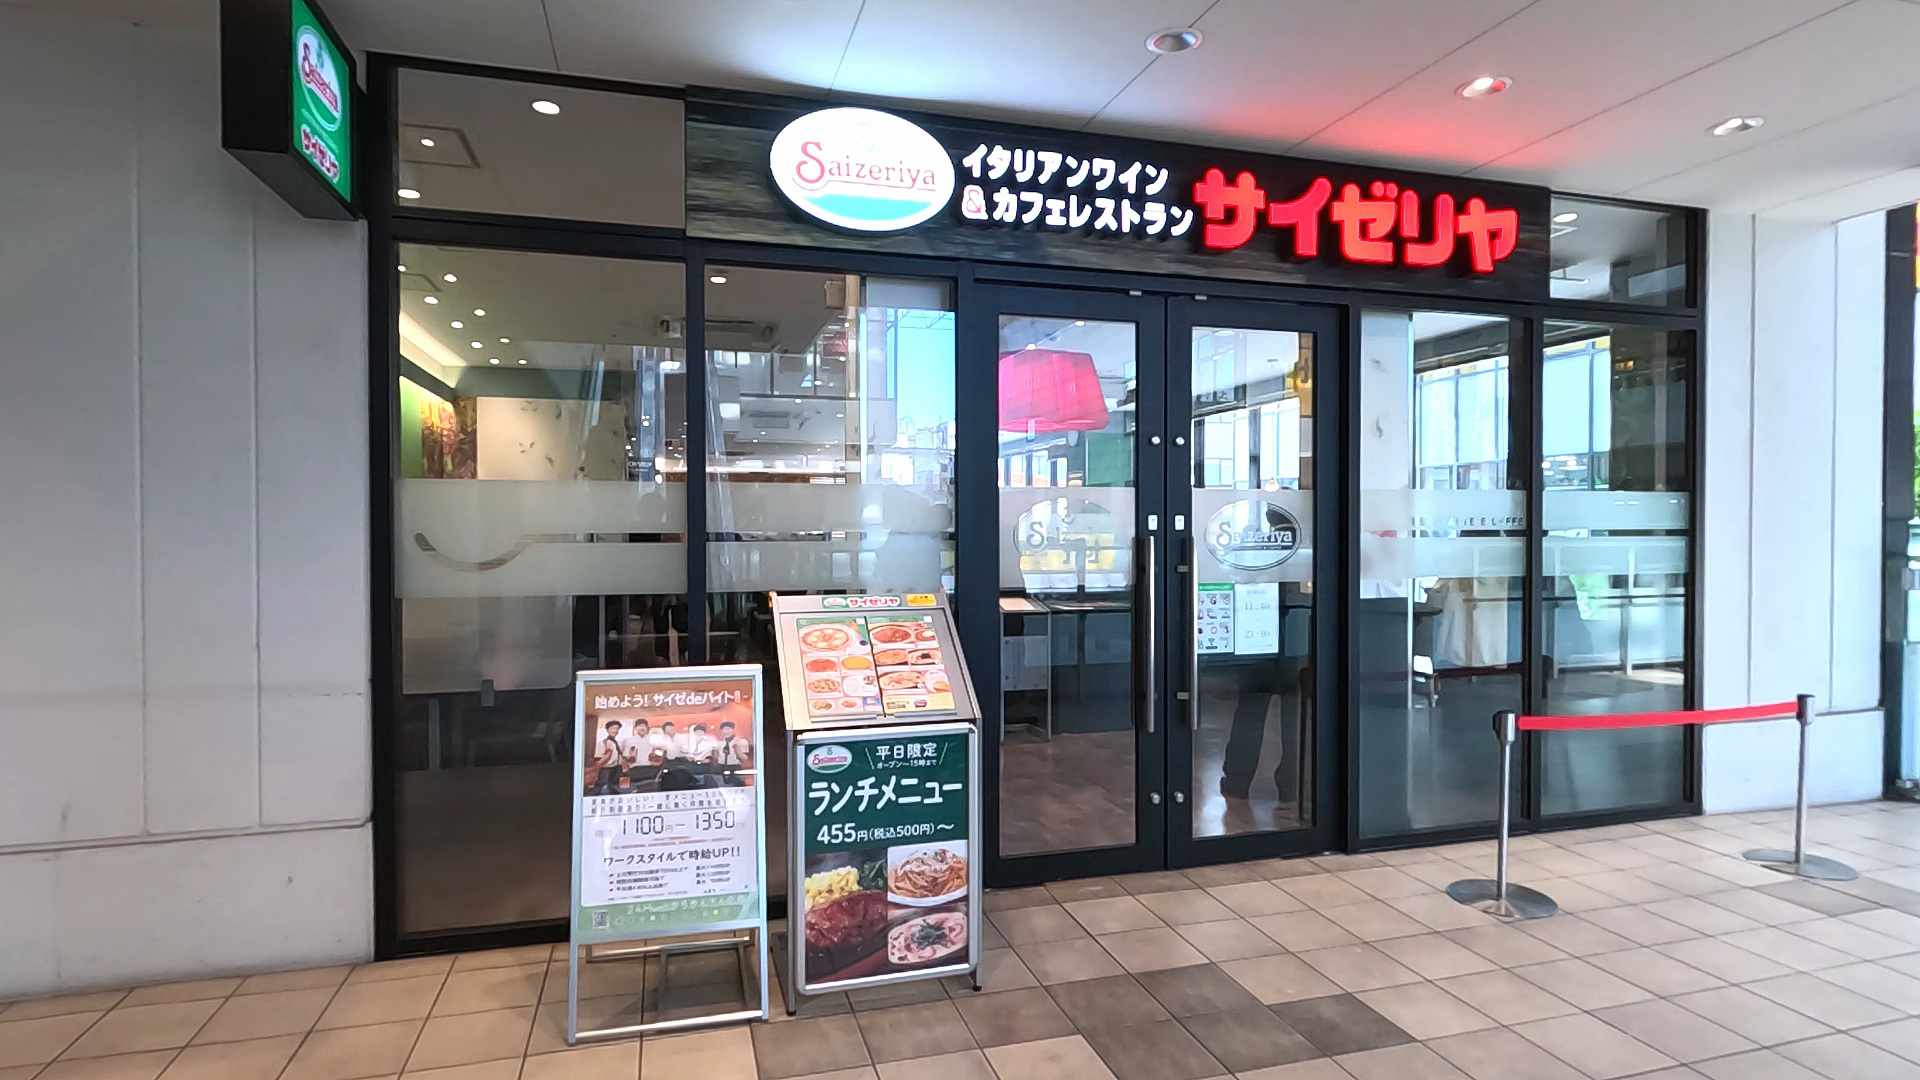 Saizeriya
サイゼリヤ
Saizeriya
イタリアンワイン
&カフェレストラン
サイゼリヤ
Saizeriya
サイゼリヤ
始めよう! サイゼdeバイト!!
1100円〜1350円
ワークスタイルで時給UP!!
Saizeriya
平日限定
オープン〜15時まで
ランチメニュー
455円(税込500円)〜
11:00
23:00